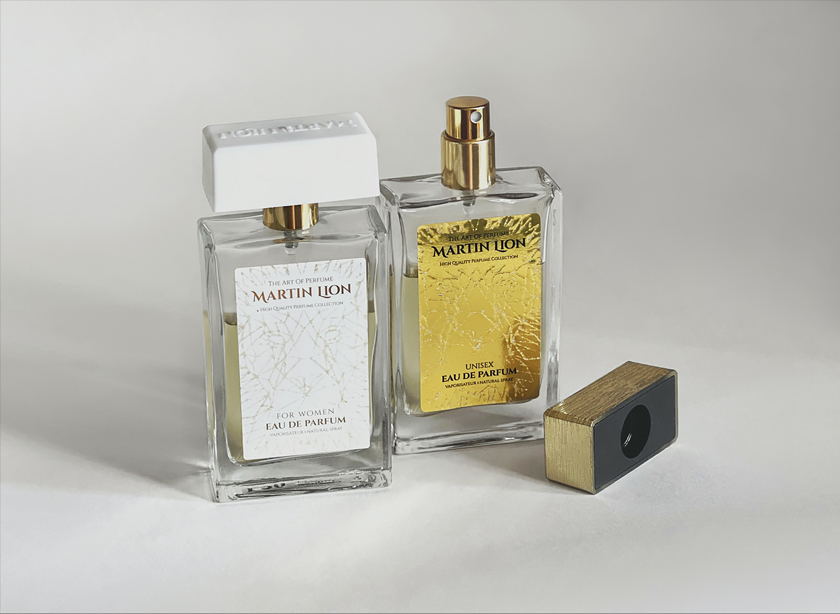 THE ART OF PERFUME
MARTIN LION
HIGH QUALITY PERFUME COLLECTION
FOR WOMEN
EAU DE PARFUM
VAPORISATEUR NATURAL SPRAY
THE ART OF PERFUME
MARTIN LION
HIGH QUALITY PERFUME COLLECTION
UNISEX
EAU DE PARFUM
VAPORISATEUR NATURAL SPRAY